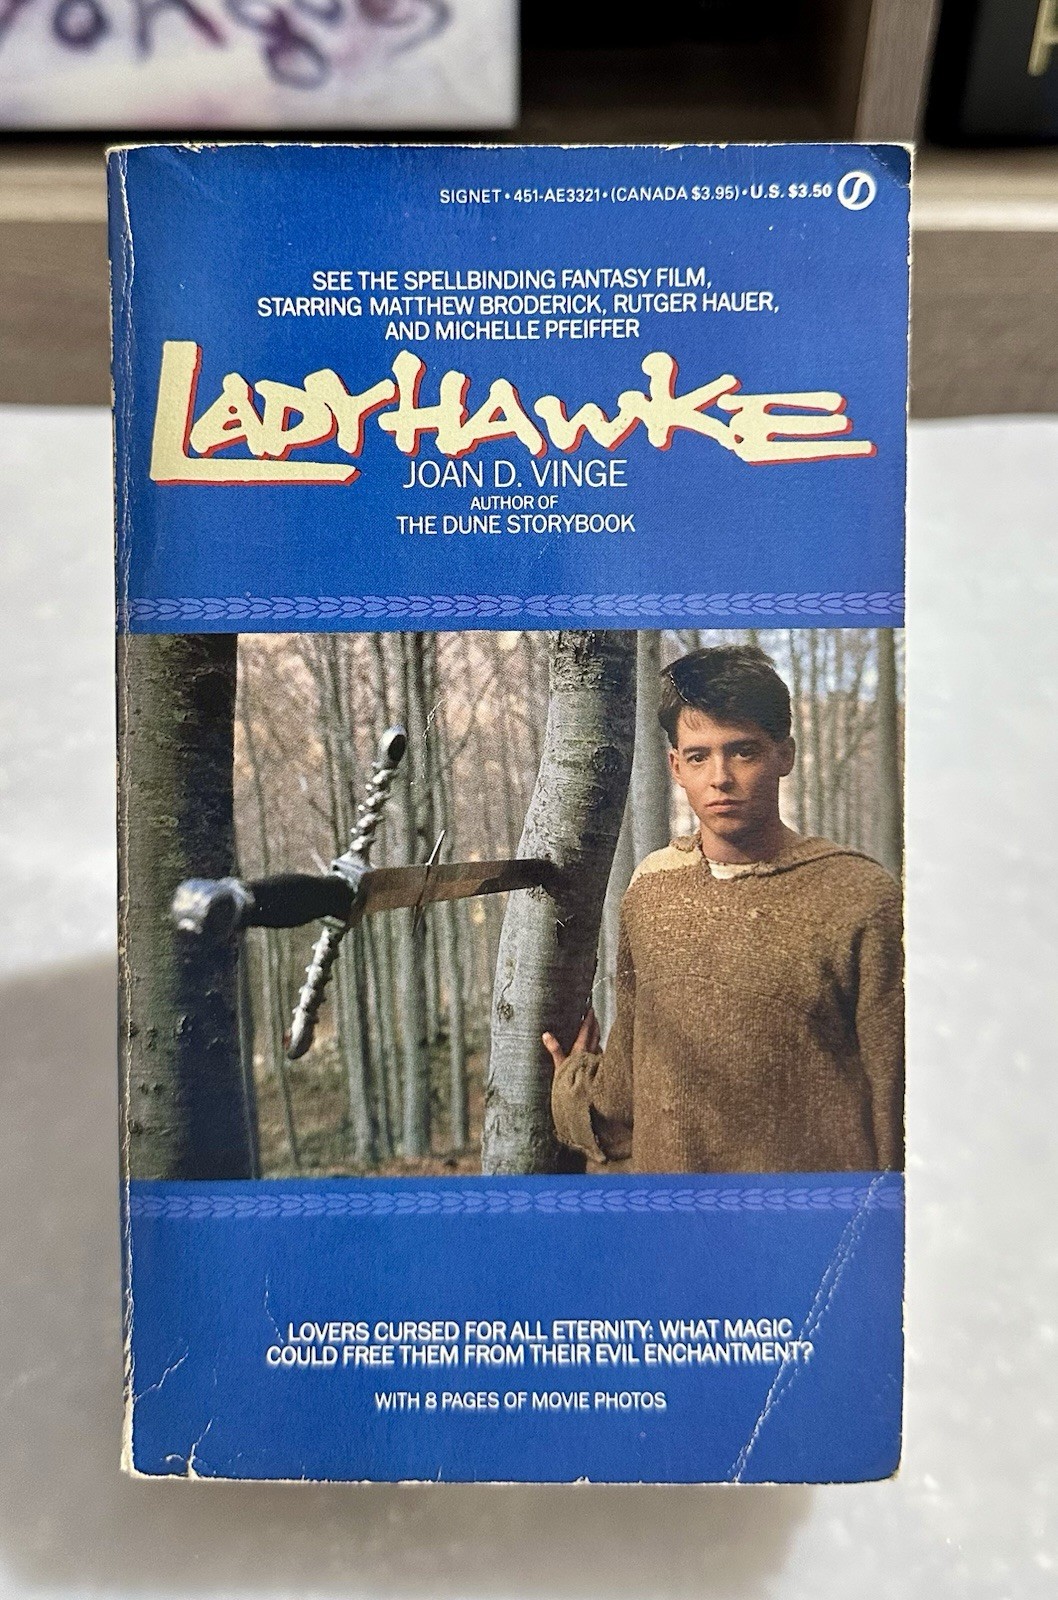 SIGNET • 451-AE3321 • (CANADA $3.95) • U.S. $3.50
SEE THE SPELLBINDING FANTASY FILM,
STARRING MATTHEW BRODERICK, RUTGER HAUER,
AND MICHELLE PFEIFFER
LADYHAWKE
JOAN D. VINGE
AUTHOR OF
THE DUNE STORYBOOK
LOVERS CURSED FOR ALL ETERNITY: WHAT MAGIC
COULD FREE THEM FROM THEIR EVIL ENCHANTMENT?
WITH 8 PAGES OF MOVIE PHOTOS